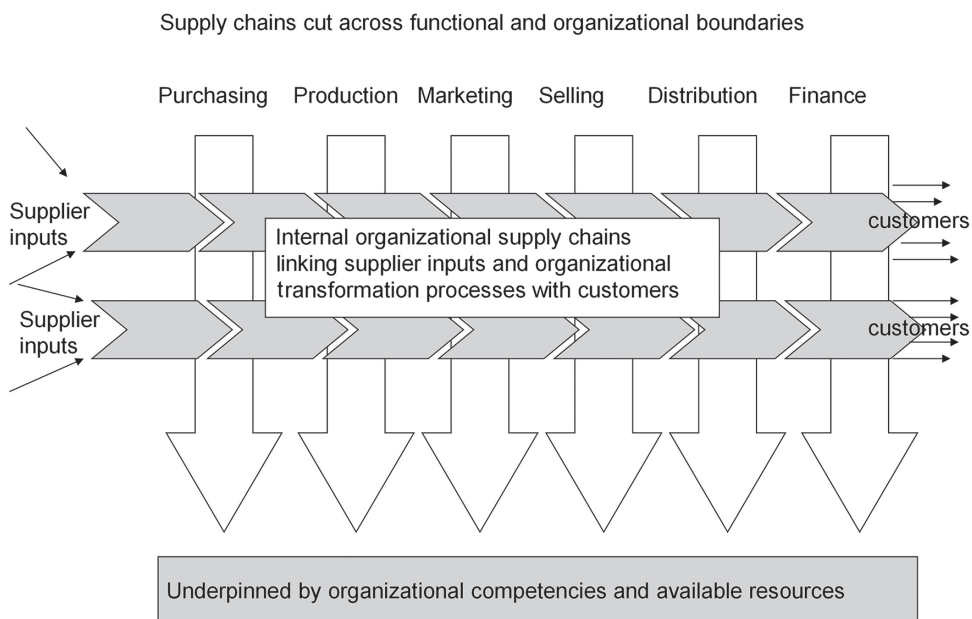 Supply chains cut across functional and organizational boundaries
Purchasing Production Marketing Selling Distribution Finance
Supplier
inputs
customers
Internal organizational supply chains
linking supplier inputs and organizational
transformation processes with customers
Supplier
inputs
customers
Underpinned by organizational competencies and available resources